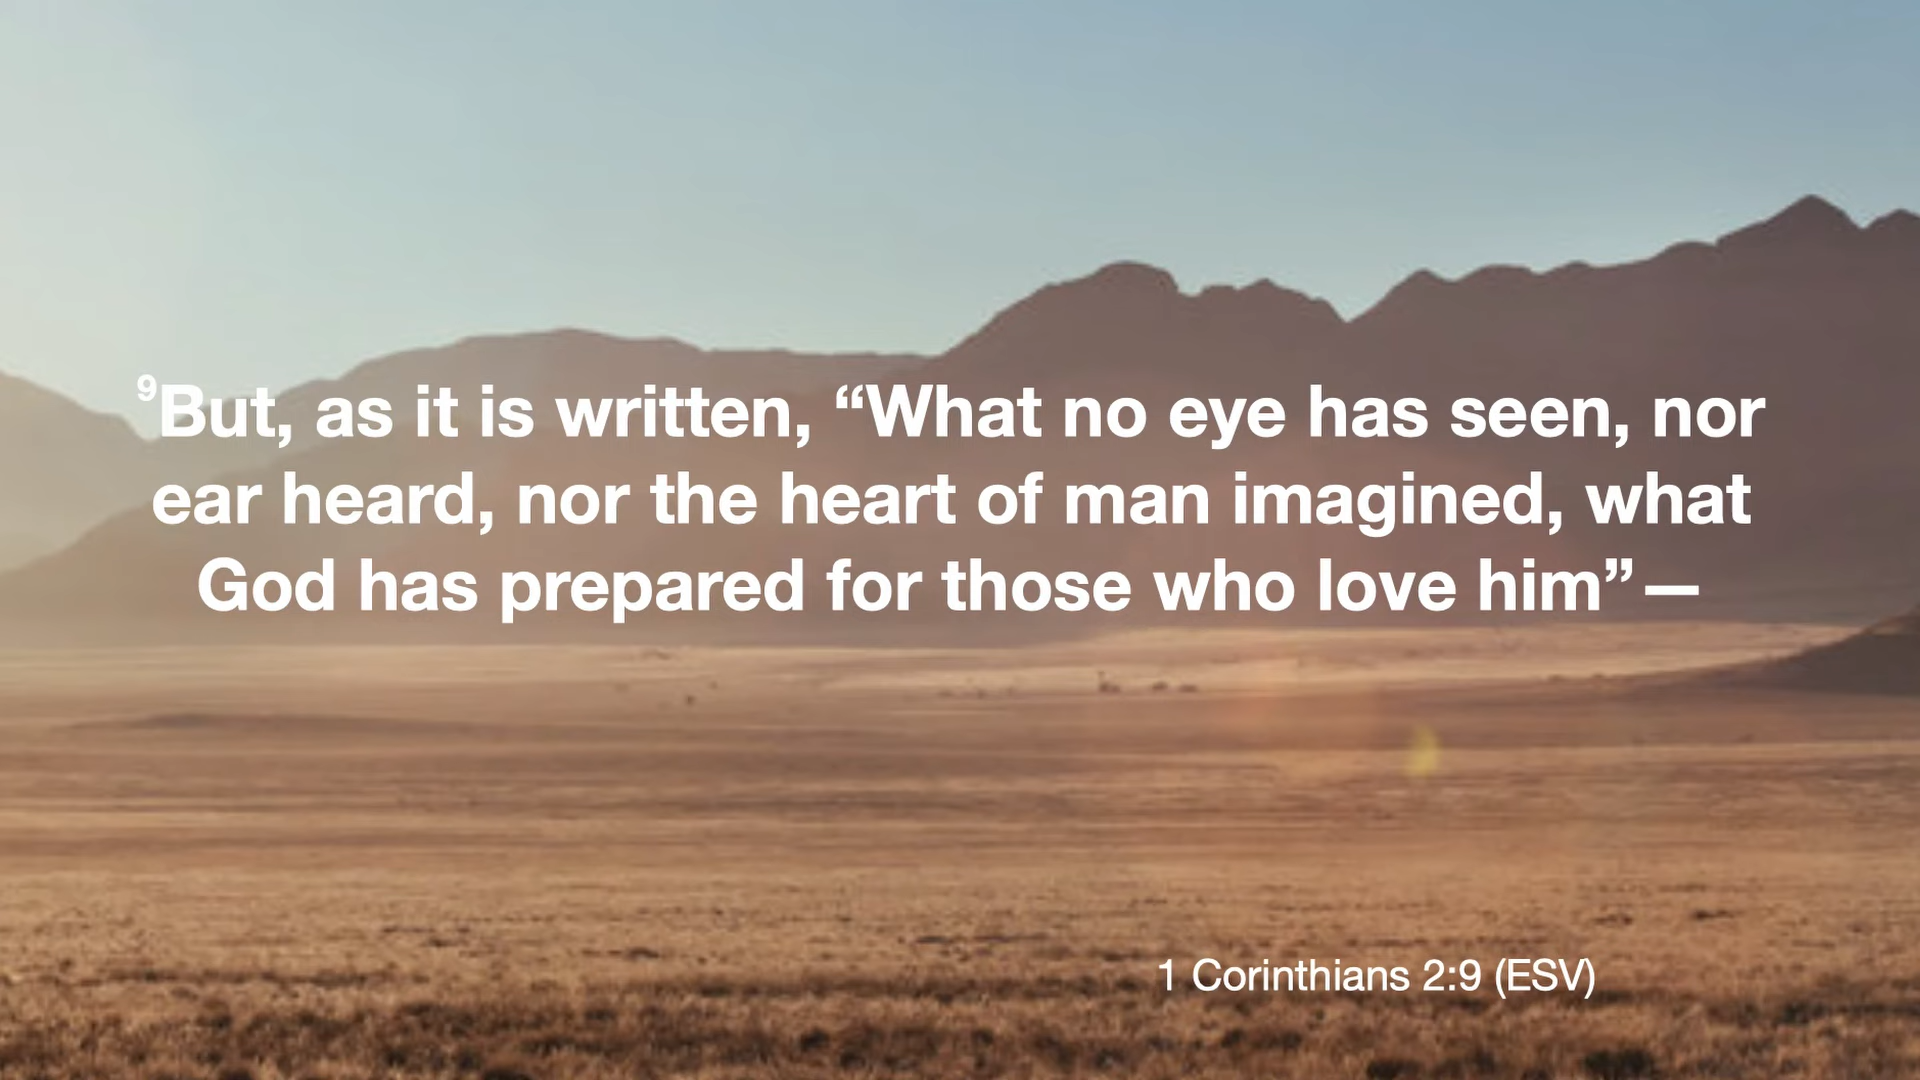 ⁹But, as it is written, “What no eye has seen, nor
ear heard, nor the heart of man imagined, what
God has prepared for those who love him”—
1 Corinthians 2:9 (ESV)